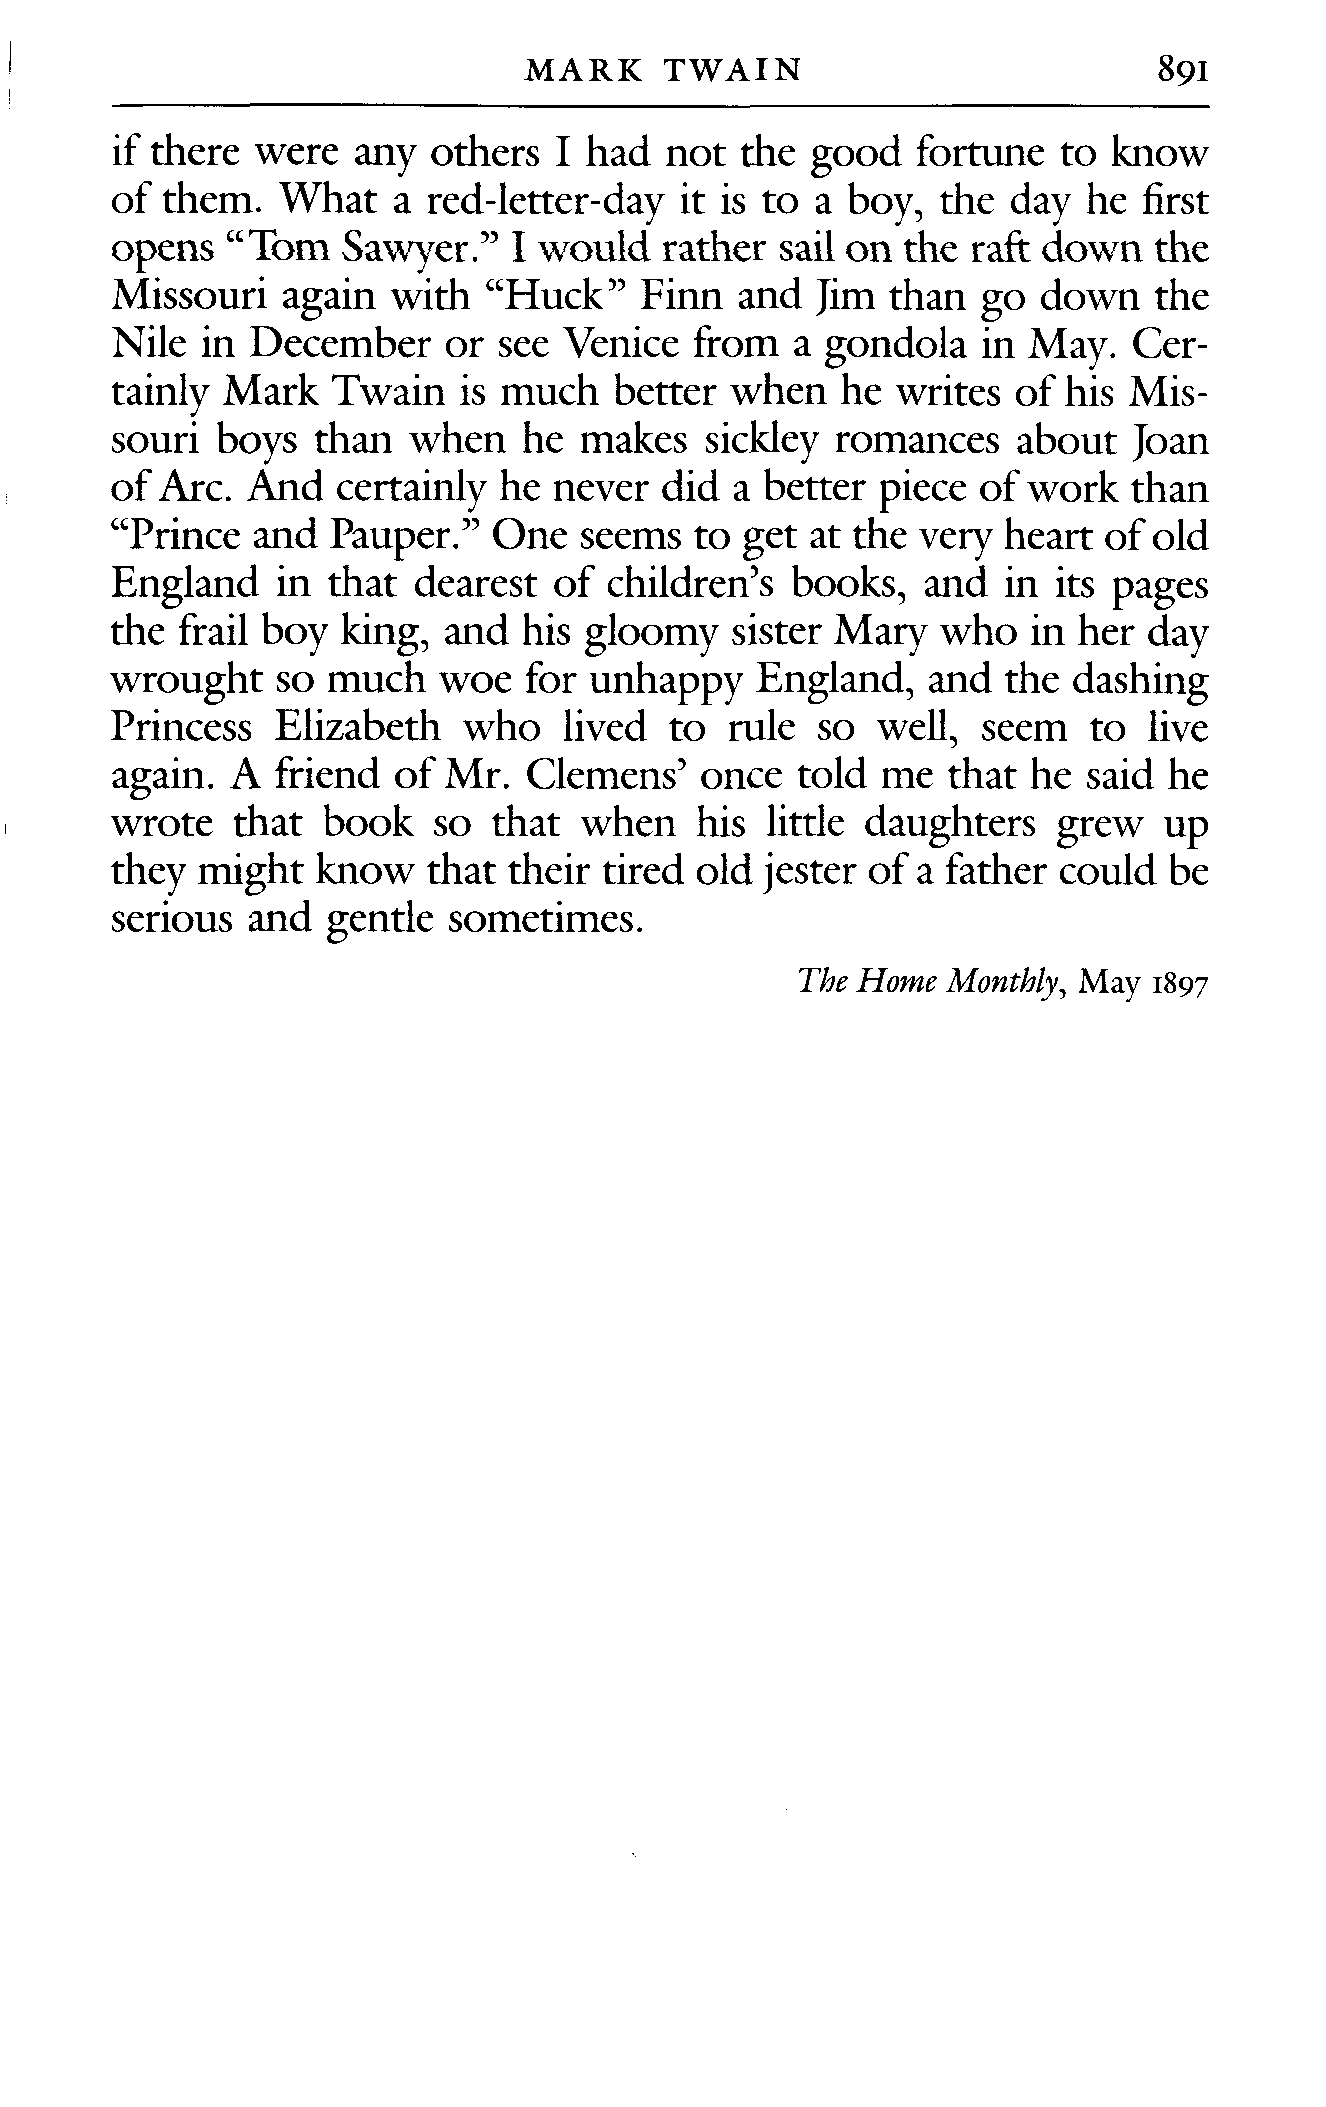 MARK TWAIN 891
if there were any others I had not the good fortune to know
of them. What a red-letter-day it is to a boy, the day he first
opens “Tom Sawyer.” I would rather sail on the raft down the
Missouri again with “Huck” Finn and Jim than go down the
Nile in December or see Venice from a gondola in May. Cer-
tainly Mark Twain is much better when he writes of his Mis-
souri boys than when he makes sickley romances about Joan
of Arc. And certainly he never did a better piece of work than
“Prince and Pauper.” One seems to get at the very heart of old
England in that dearest of children’s books, and in its pages
the frail boy king, and his gloomy sister Mary who in her day
wrought so much woe for unhappy England, and the dashing
Princess Elizabeth who lived to rule so well, seem to live
again. A friend of Mr. Clemens’ once told me that he said he
wrote that book so that when his little daughters grew up
they might know that their tired old jester of a father could be
serious and gentle sometimes.
The Home Monthly, May 1897